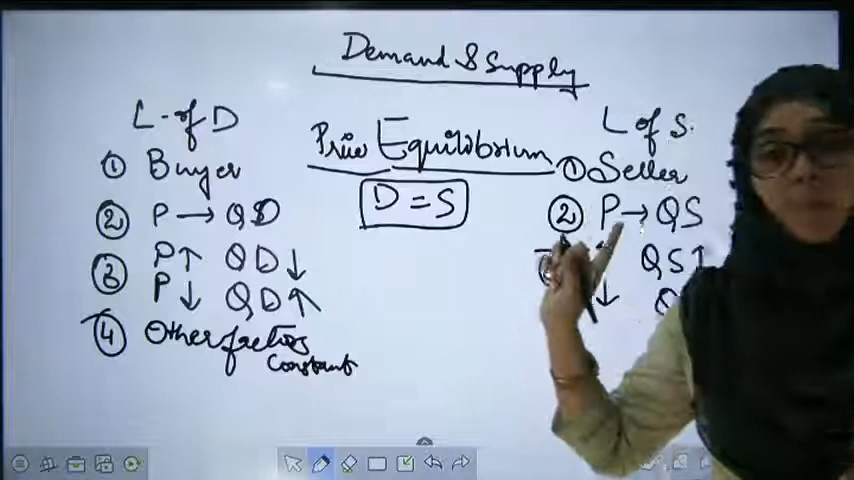 Demand & Supply
Price Equilibrium
D = S
L of D
① Buyer
② P → QD
③ P↑ QD↓
P↓ QD↑
④ Other factors
Constant
L of S
① Seller
② P → QS
QS↑
↓